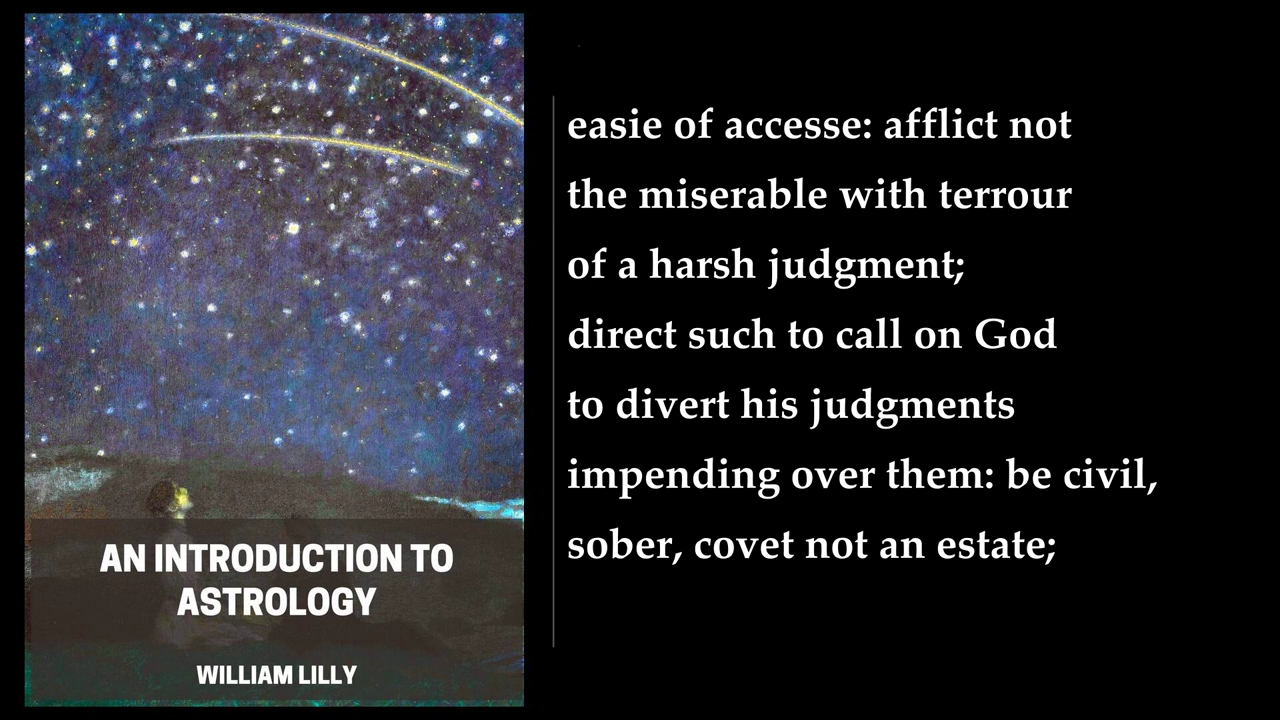 AN INTRODUCTION TO
ASTROLOGY
WILLIAM LILLY
easie of accesse: afflict not
the miserable with terrour
of a harsh judgment;
direct such to call on God
to divert his judgments
impending over them: be civil,
sober, covet not an estate;